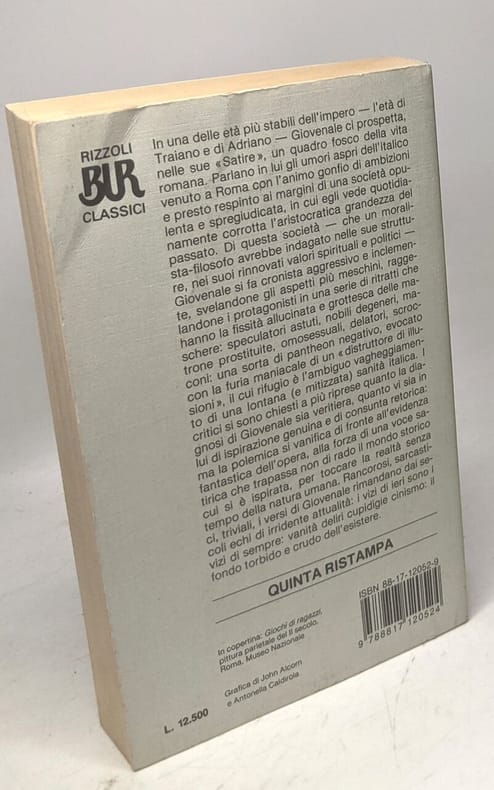 RIZZOLI
BUR
CLASSICI
In una delle età più stabili dell'impero — l'età di
Traiano e di Adriano — Giovenale ci prospetta,
nelle sue «Satire», un quadro fosco della vita
romana. Parlano in lui gli umori aspri dell'italico
venuto a Roma con l'animo gonfio di ambizioni
e presto respinto ai margini di una società opu-
lenta e spregiudicata, in cui egli vede quotidia-
namente corrotta l'aristocratica grandezza del
passato. Di questa società — che un morali-
sta-filosofo avrebbe indagato nelle sue struttu-
re, nei suoi rinnovati valori spirituali e politici —
Giovenale si fa cronista aggressivo e inclemen-
te, svelandone gli aspetti più meschini, ragge-
landone i protagonisti in una serie di ritratti che
hanno la fissità allucinata e grottesca delle ma-
schere: speculatori astuti, nobili degeneri, ma-
trone prostitute, omosessuali, delatori, scroc-
coni: una sorta di pantheon negativo, evocato
con la furia maniacale di un «distruttore di illu-
sioni», il cui rifugio è l'ambiguo vagheggiamen-
to di una lontana (e mitizzata) sanità italica. I
critici si sono chiesti a più riprese quanto la dia-
gnosi di Giovenale sia veritiera, quanto vi sia in
lui di ispirazione genuina e di consunta retorica:
ma la polemica si vanifica di fronte all'evidenza
fantastica dell'opera, alla forza di una voce sa-
tirica che trapassa non di rado il mondo storico
cui si è ispirata, per toccare la realtà senza
tempo della natura umana. Rancorosi, sarcasti-
ci, triviali, i versi di Giovenale rimandano dai se-
coli echi di irridente attualità: i vizi di ieri sono i
vizi di sempre: vanità deliri cupidigie cinismo: il
fondo torbido e crudo dell'esistere.
QUINTA RISTAMPA
In copertina: Giochi di ragazzi,
pittura parietale del II secolo.
Roma, Museo Nazionale
Grafica di John Alcorn
e Antonella Caldirola
ISBN 88-17-12052-9
9 788817 120524
L. 12.500